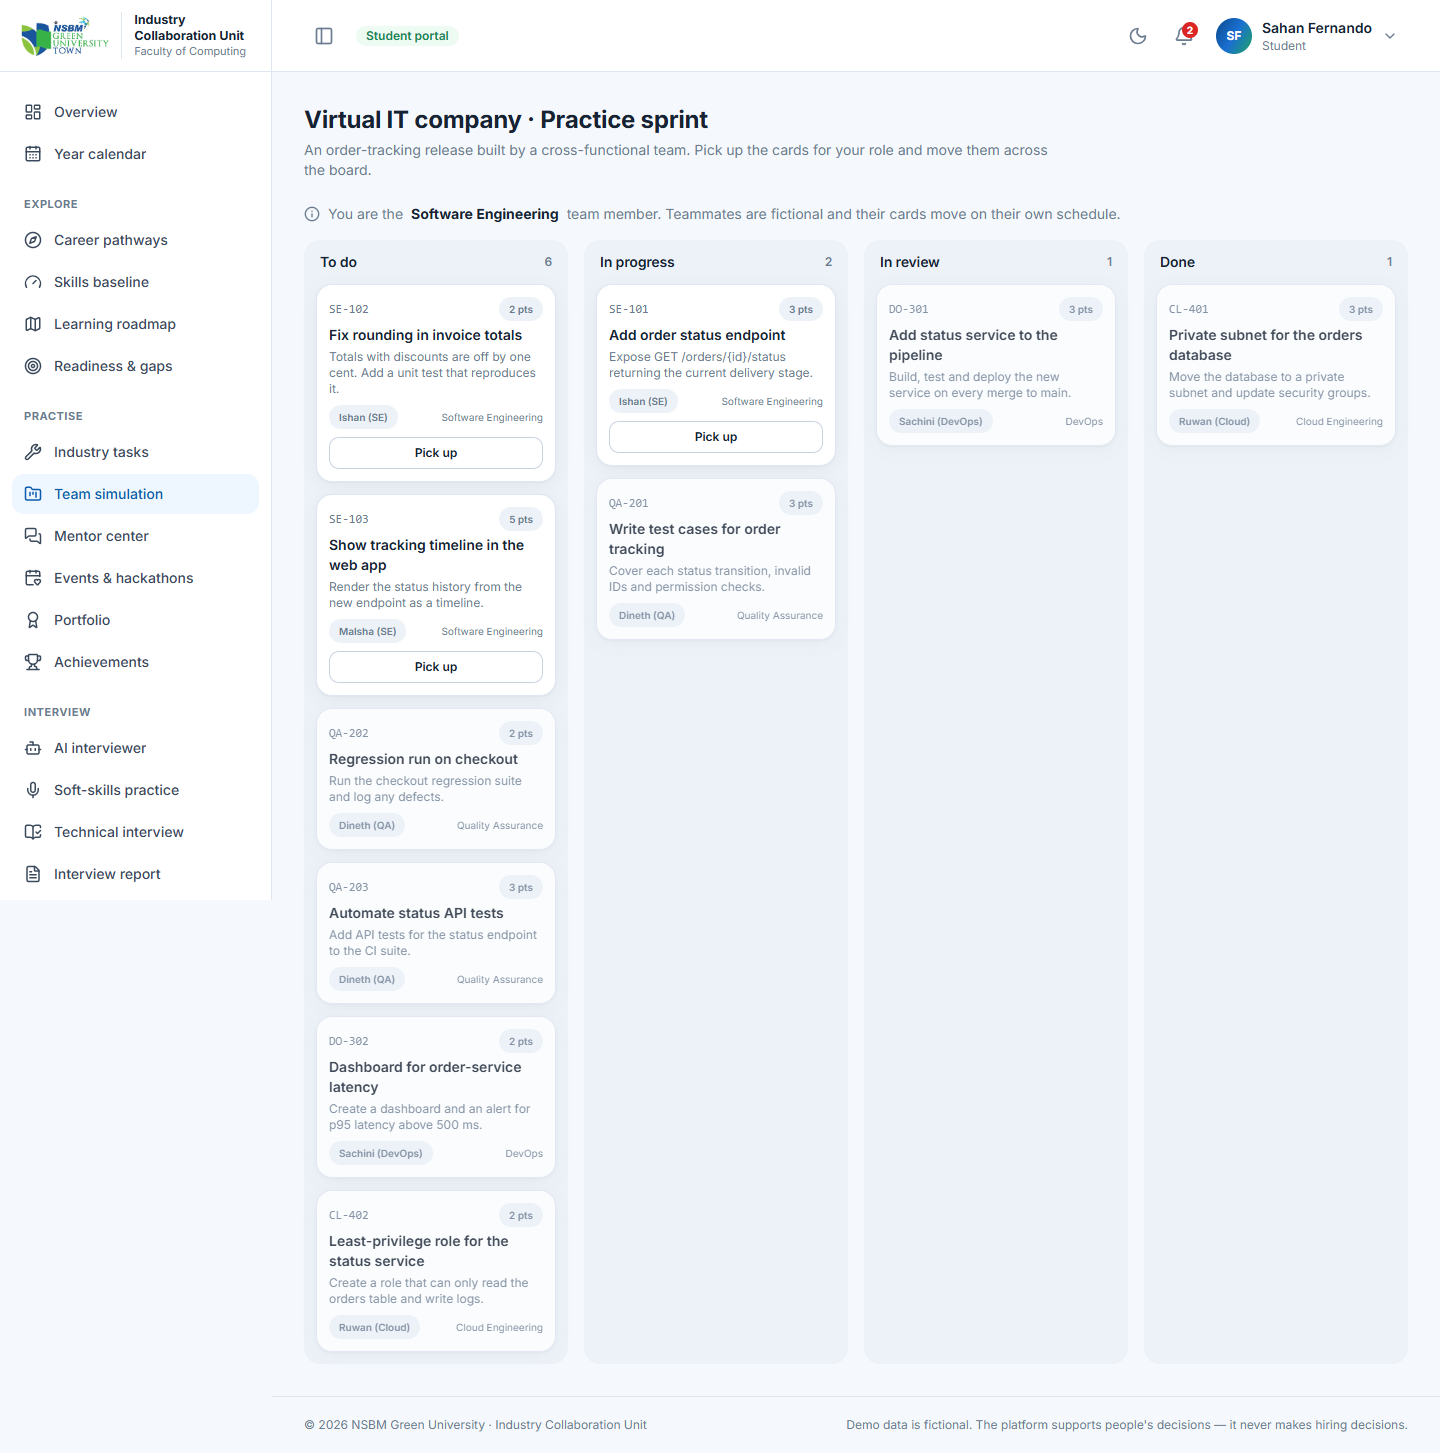 NSBM
GREEN
UNIVERSITY
TOWN
Industry
Collaboration Unit
Faculty of Computing
Student portal
2
SF
Sahan Fernando
Student
Overview
Year calendar
EXPLORE
Career pathways
Skills baseline
Learning roadmap
Readiness & gaps
PRACTISE
Industry tasks
Team simulation
Mentor center
Events & hackathons
Portfolio
Achievements
INTERVIEW
AI interviewer
Soft-skills practice
Technical interview
Interview report
Virtual IT company · Practice sprint
An order-tracking release built by a cross-functional team. Pick up the cards for your role and move them across
the board.
You are the Software Engineering team member. Teammates are fictional and their cards move on their own schedule.
To do 6
SE-102 2 pts
Fix rounding in invoice totals
Totals with discounts are off by one
cent. Add a unit test that reproduces
it.
Ishan (SE) Software Engineering
Pick up
SE-103 5 pts
Show tracking timeline in the
web app
Render the status history from the
new endpoint as a timeline.
Malsha (SE) Software Engineering
Pick up
QA-202 2 pts
Regression run on checkout
Run the checkout regression suite
and log any defects.
Dineth (QA) Quality Assurance
QA-203 3 pts
Automate status API tests
Add API tests for the status endpoint
to the CI suite.
Dineth (QA) Quality Assurance
DO-302 2 pts
Dashboard for order-service
latency
Create a dashboard and an alert for
p95 latency above 500 ms.
Sachini (DevOps) DevOps
CL-402 2 pts
Least-privilege role for the
status service
Create a role that can only read the
orders table and write logs.
Ruwan (Cloud) Cloud Engineering
In progress 2
SE-101 3 pts
Add order status endpoint
Expose GET /orders/{id}/status
returning the current delivery stage.
Ishan (SE) Software Engineering
Pick up
QA-201 3 pts
Write test cases for order
tracking
Cover each status transition, invalid
IDs and permission checks.
Dineth (QA) Quality Assurance
In review 1
DO-301 3 pts
Add status service to the
pipeline
Build, test and deploy the new
service on every merge to main.
Sachini (DevOps) DevOps
Done 1
CL-401 3 pts
Private subnet for the orders
database
Move the database to a private
subnet and update security groups.
Ruwan (Cloud) Cloud Engineering
© 2026 NSBM Green University · Industry Collaboration Unit
Demo data is fictional. The platform supports people's decisions — it never makes hiring decisions.